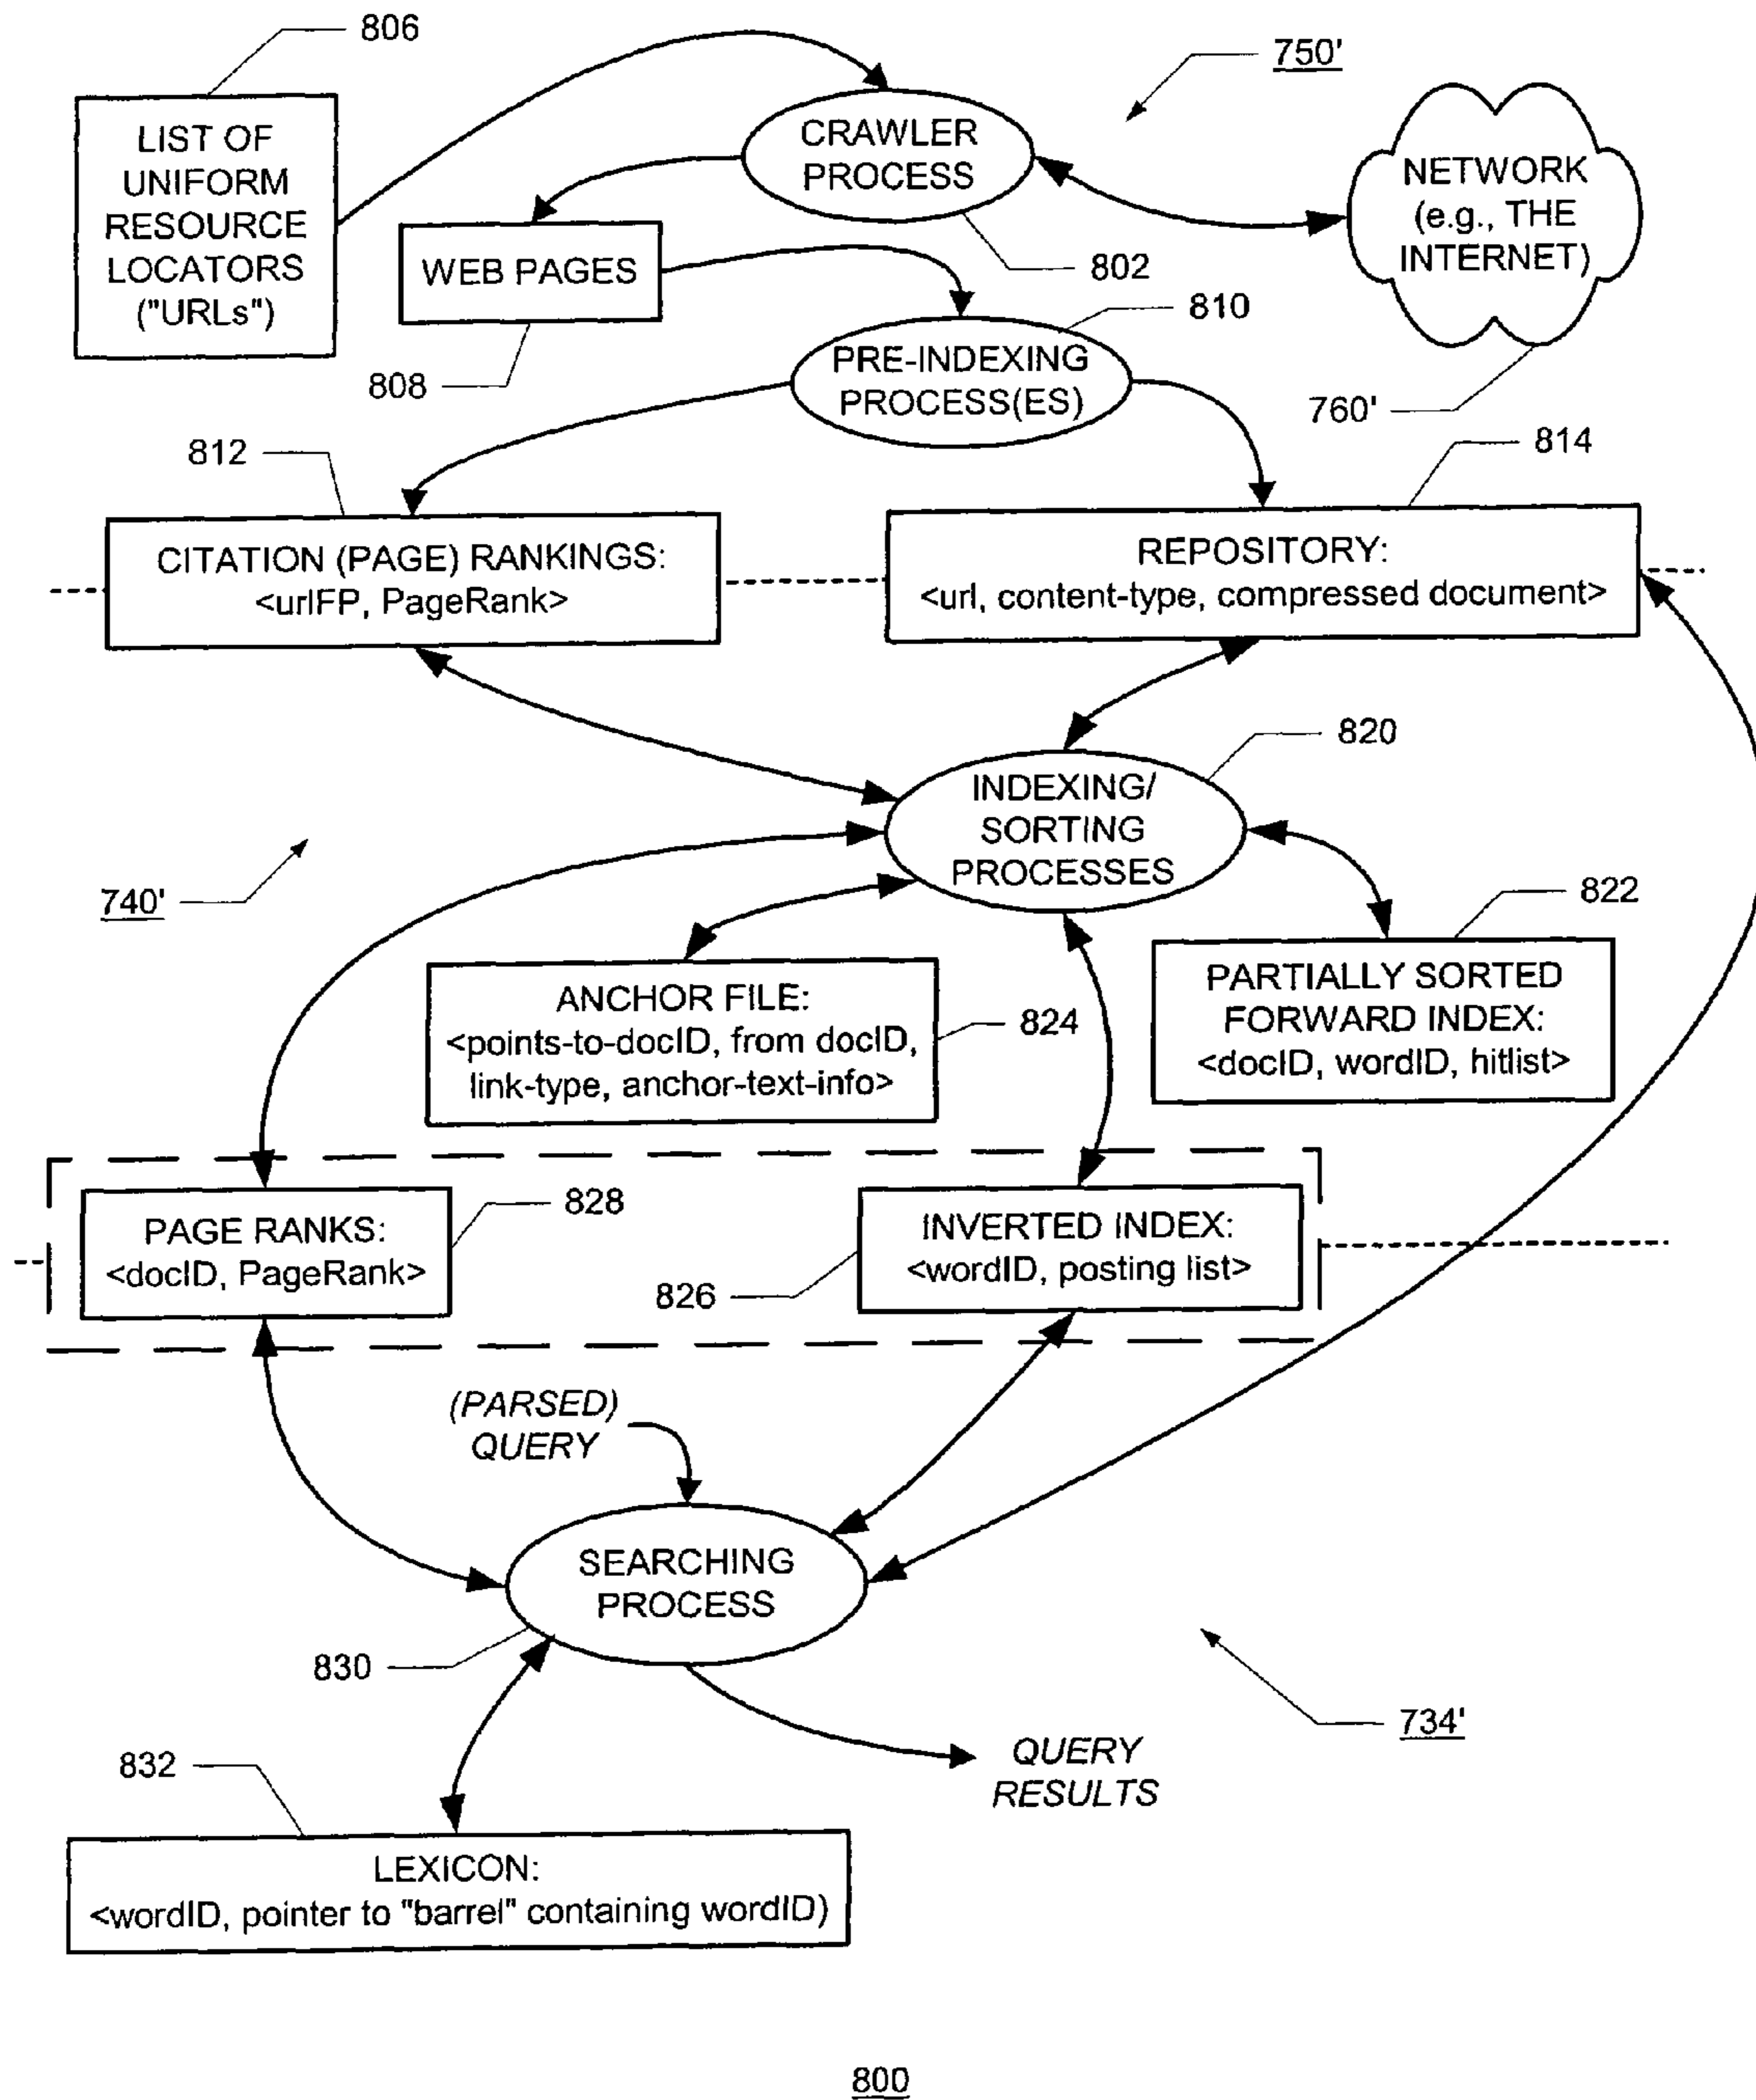 806
750'
LIST OF
UNIFORM
RESOURCE
LOCATORS
("URLs")
CRAWLER
PROCESS
NETWORK
(e.g., THE
INTERNET)
WEB PAGES
802
810
808
PRE-INDEXING
PROCESS(ES)
760'
812
814
CITATION (PAGE) RANKINGS:
<urlFP, PageRank>
REPOSITORY:
<url, content-type, compressed document>
820
INDEXING/
SORTING
PROCESSES
740'
822
ANCHOR FILE:
<points-to-docID, from docID,
link-type, anchor-text-info>
824
PARTIALLY SORTED
FORWARD INDEX:
<docID, wordID, hitlist>
PAGE RANKS:
<docID, PageRank>
828
INVERTED INDEX:
<wordID, posting list>
826
(PARSED)
QUERY
SEARCHING
PROCESS
830
734'
832
QUERY
RESULTS
LEXICON:
<wordID, pointer to "barrel" containing wordID)
800